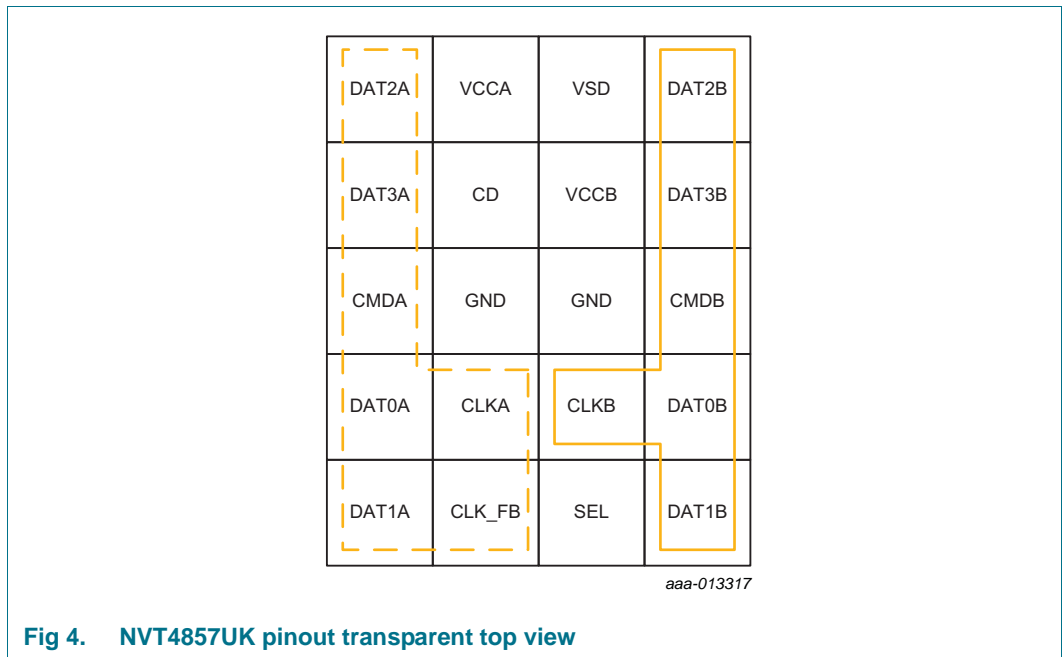 DAT2A VCCA VSD DAT2B
DAT3A CD VCCB DAT3B
CMDA GND GND CMDB
DAT0A CLKA CLKB DAT0B
DAT1A CLK_FB SEL DAT1B
aaa-013317
Fig 4. NVT4857UK pinout transparent top view